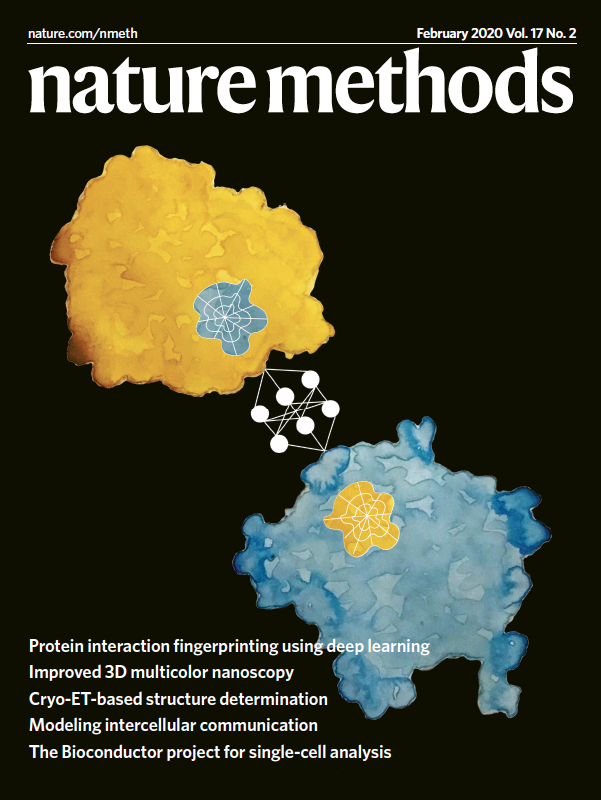 nature.com/nmeth
February 2020 Vol. 17 No. 2
nature methods
Protein interaction fingerprinting using deep learning
Improved 3D multicolor nanoscopy
Cryo-ET-based structure determination
Modeling intercellular communication
The Bioconductor project for single-cell analysis